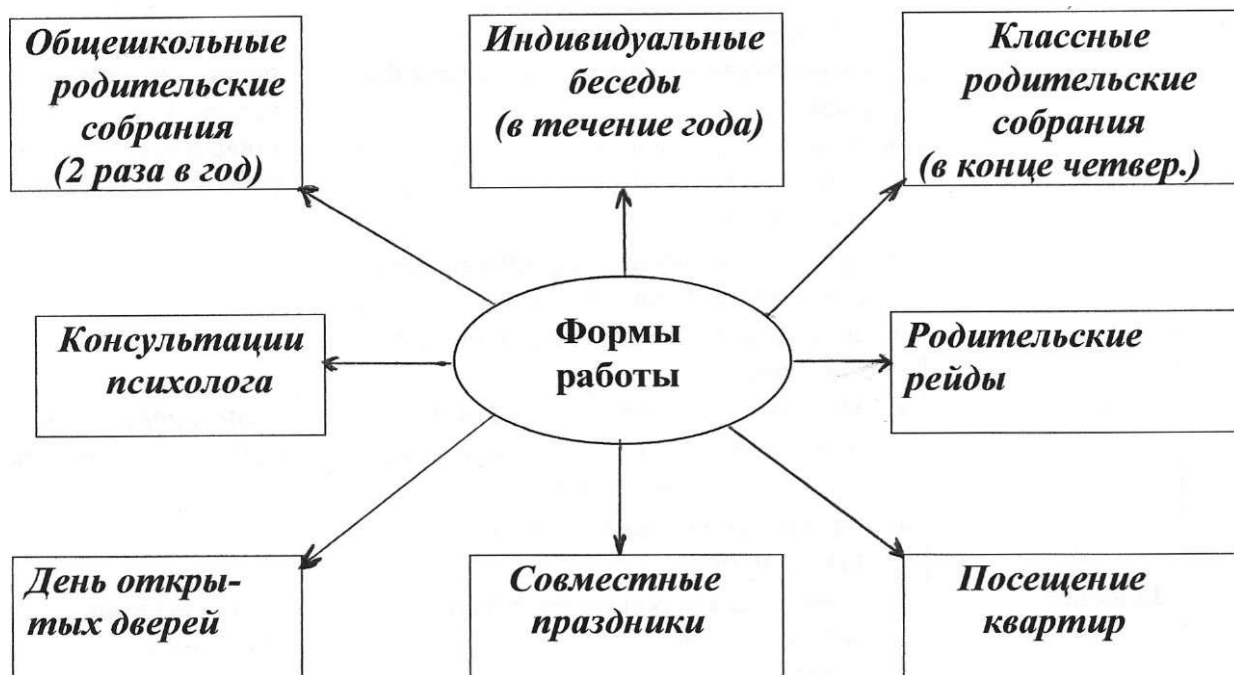 Общешкольные
родительские
собрания
(2 раза в год)
Индивидуальные
беседы
(в течение года)
Классные
родительские
собрания
(в конце четвер.)
Консультации
психолога
Формы
работы
Родительские
рейды
День откры-
тых дверей
Совместные
праздники
Посещение
квартир